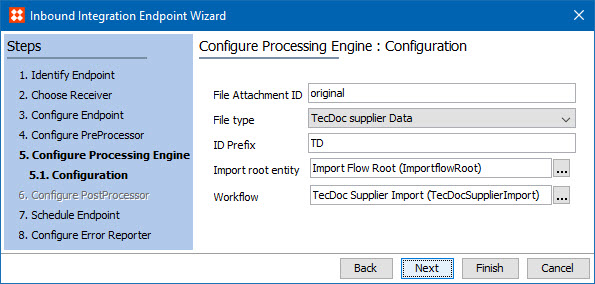 Inbound Integration Endpoint Wizard
Steps
1. Identify Endpoint
2. Choose Receiver
3. Configure Endpoint
4. Configure PreProcessor
5. Configure Processing Engine
5.1. Configuration
6. Configure PostProcessor
7. Schedule Endpoint
8. Configure Error Reporter
Configure Processing Engine : Configuration
File Attachment ID original
File type TecDoc supplier Data
ID Prefix TD
Import root entity Import Flow Root (ImportflowRoot) ...
Workflow TecDoc Supplier Import (TecDocSupplierImport) ...
Back Next Finish Cancel